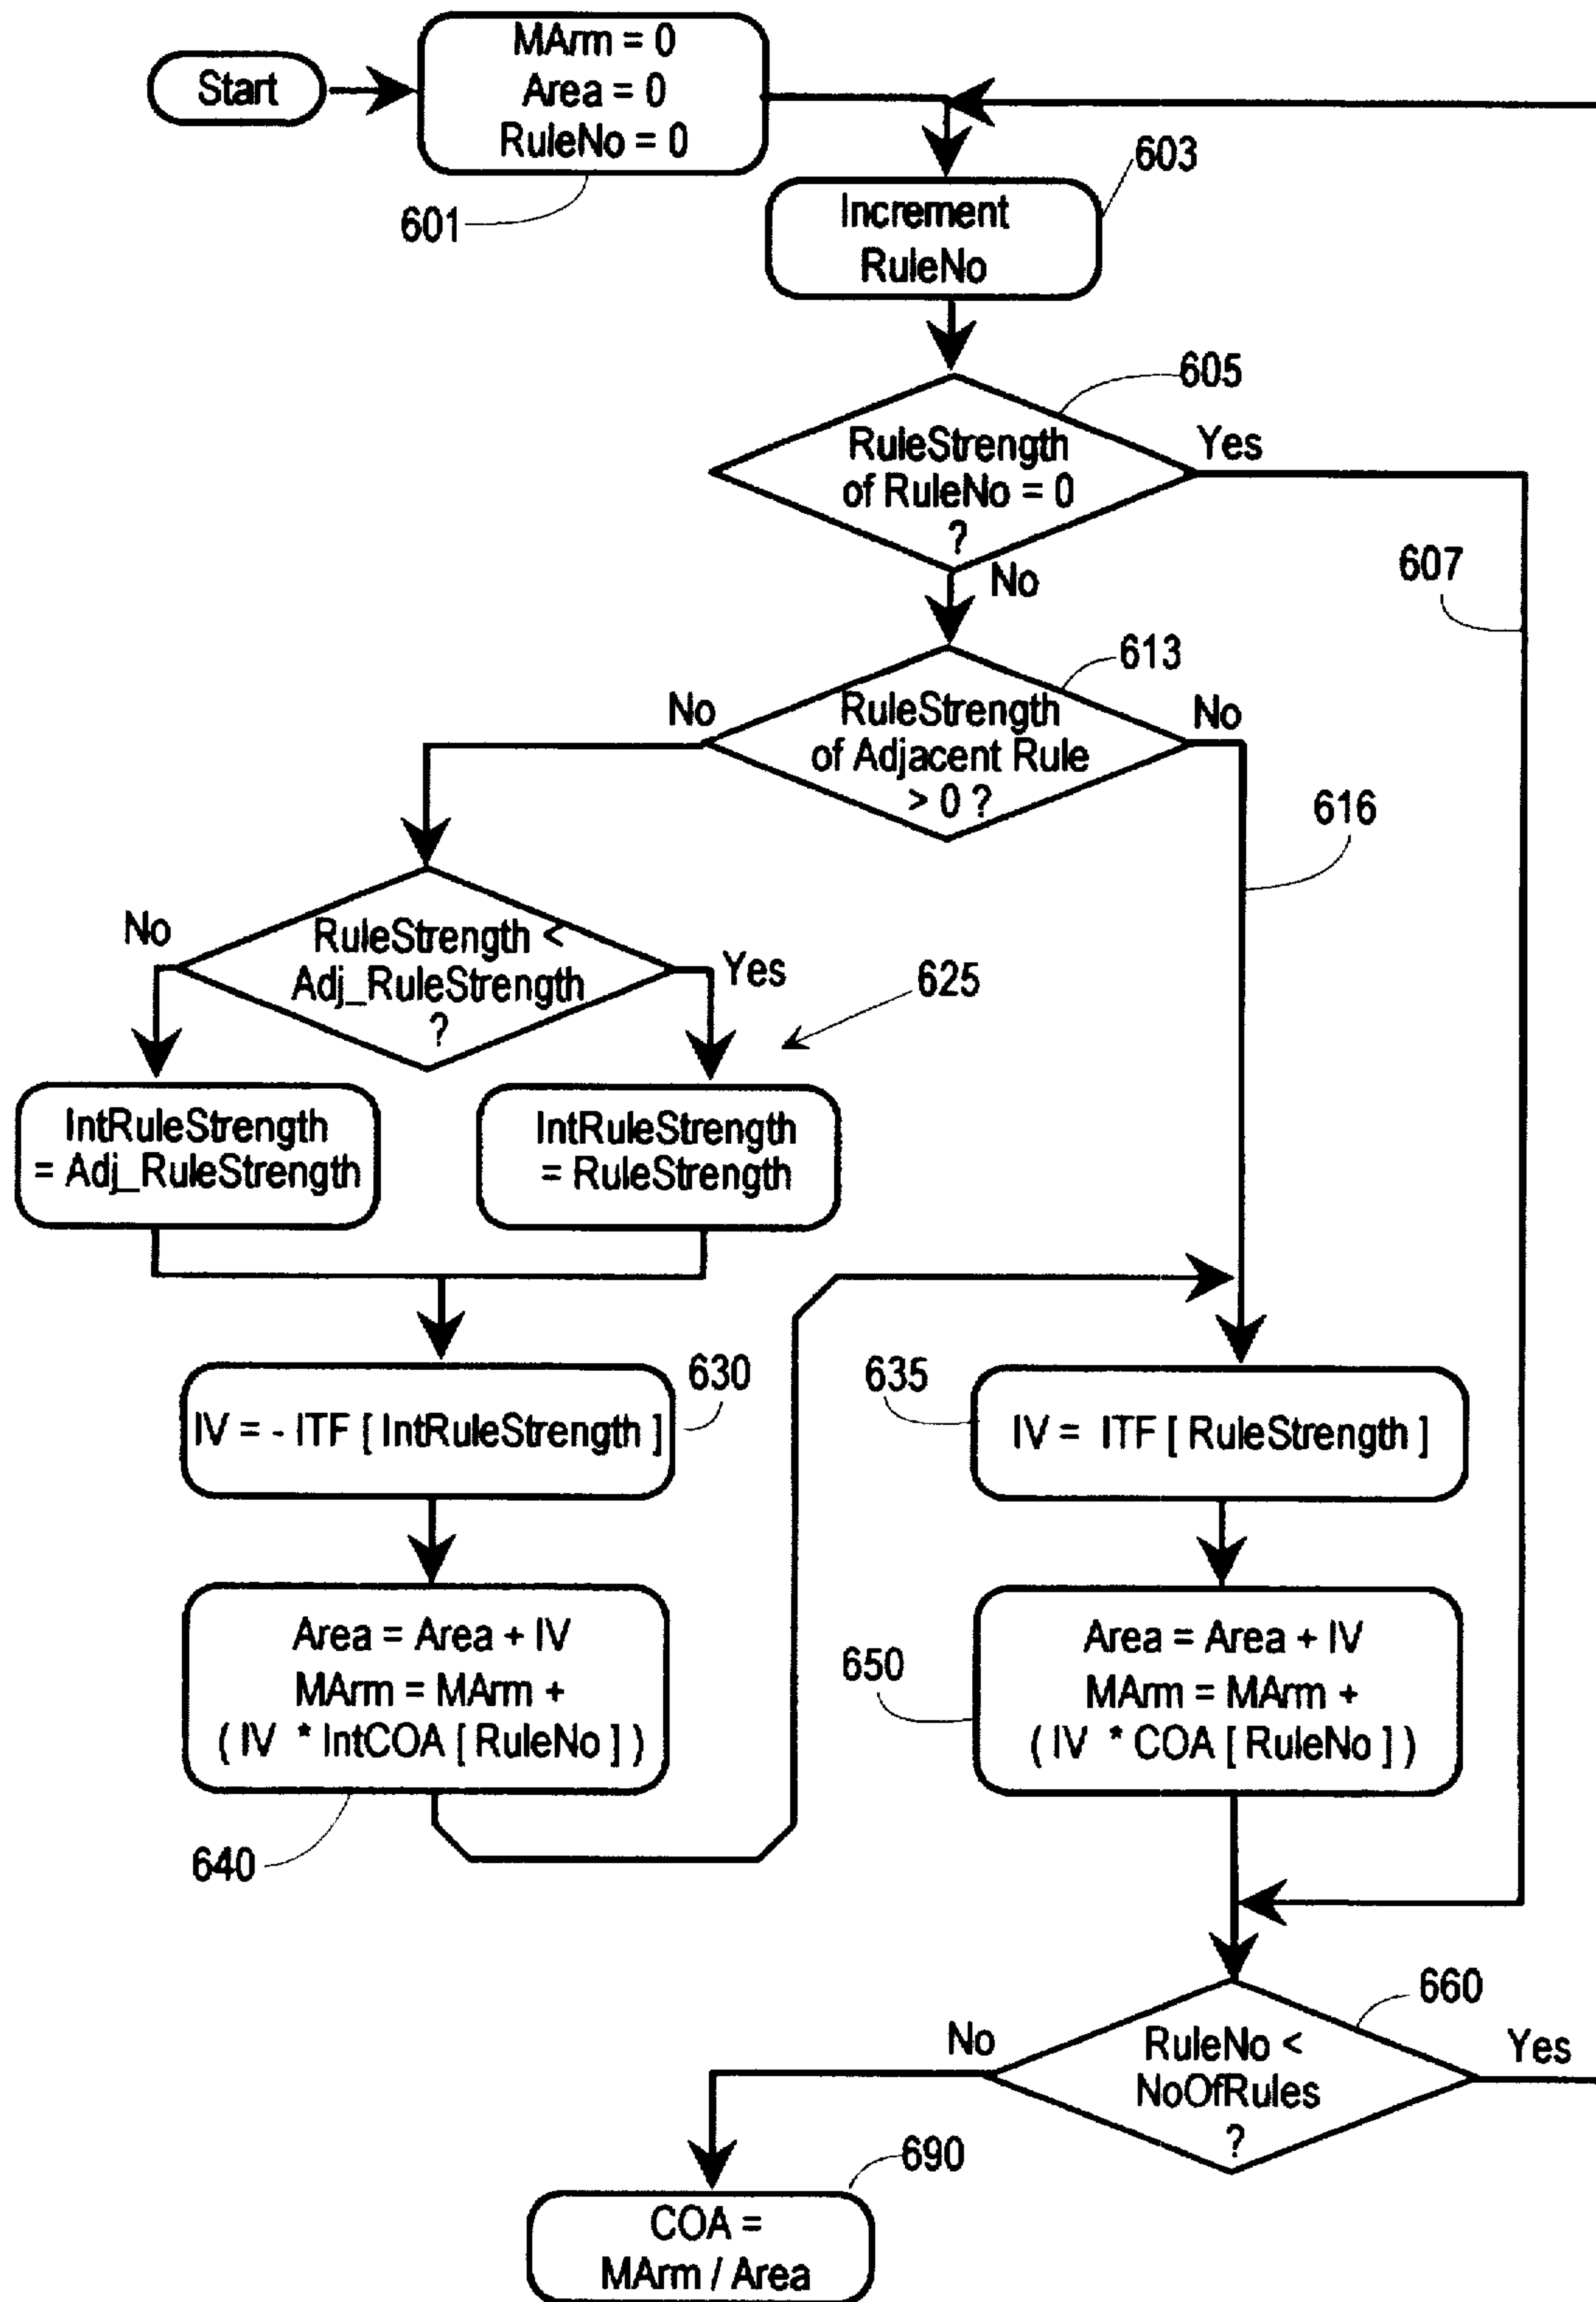 Start
MArm = 0
Area = 0
RuleNo = 0
601
603
Increment
RuleNo
605
RuleStrength
of RuleNo = 0
?
Yes
No
607
613
RuleStrength
of Adjacent Rule
> 0 ?
No
No
616
RuleStrength <
Adj_RuleStrength
?
No
Yes
625
IntRuleStrength
= Adj_RuleStrength
IntRuleStrength
= RuleStrength
630
IV = - ITF [ IntRuleStrength ]
635
IV = ITF [ RuleStrength ]
Area = Area + IV
MArm = MArm +
( IV * IntCOA [ RuleNo ] )
640
650
Area = Area + IV
MArm = MArm +
( IV * COA [ RuleNo ] )
660
RuleNo <
NoOfRules
?
No
Yes
690
COA =
MArm / Area